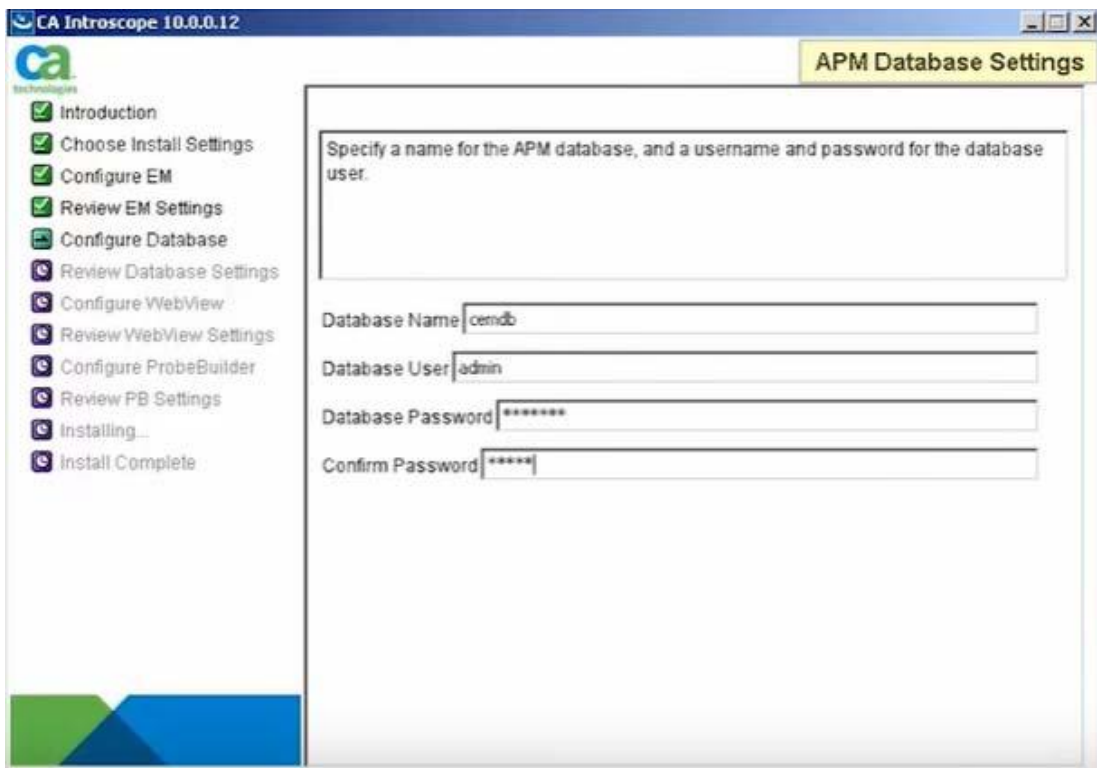 CA Introscope 10.0.0.12
ca
technologies
APM Database Settings
Introduction
Choose Install Settings
Configure EM
Review EM Settings
Configure Database
Review Database Settings
Configure WebView
Review WebView Settings
Configure ProbeBuilder
Review PB Settings
Installing...
Install Complete
Specify a name for the APM database, and a username and password for the database
user.
Database Name cemdb
Database User admin
Database Password *******
Confirm Password *****